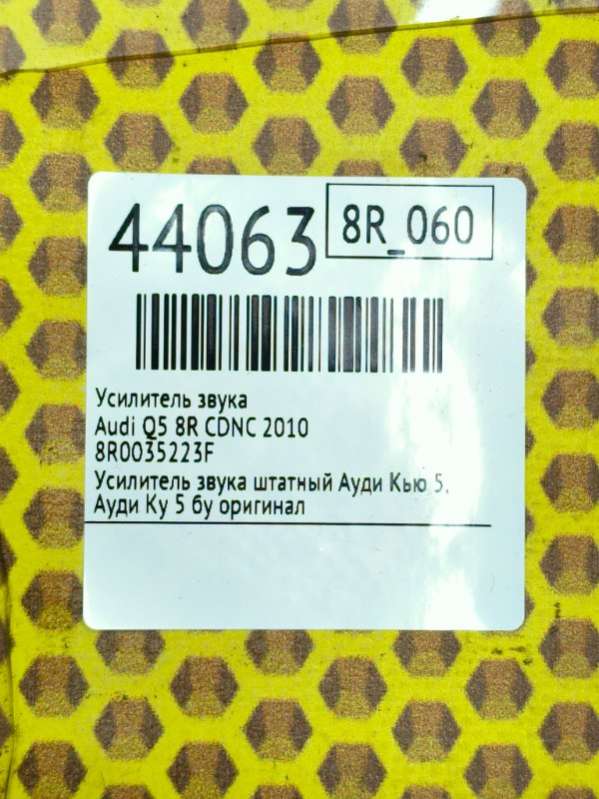 44063
8R_060
Усилитель звука
Audi Q5 8R CDNC 2010
8R0035223F
Усилитель звука штатный Ауди Кью 5,
Ауди Ку 5 бу оригинал